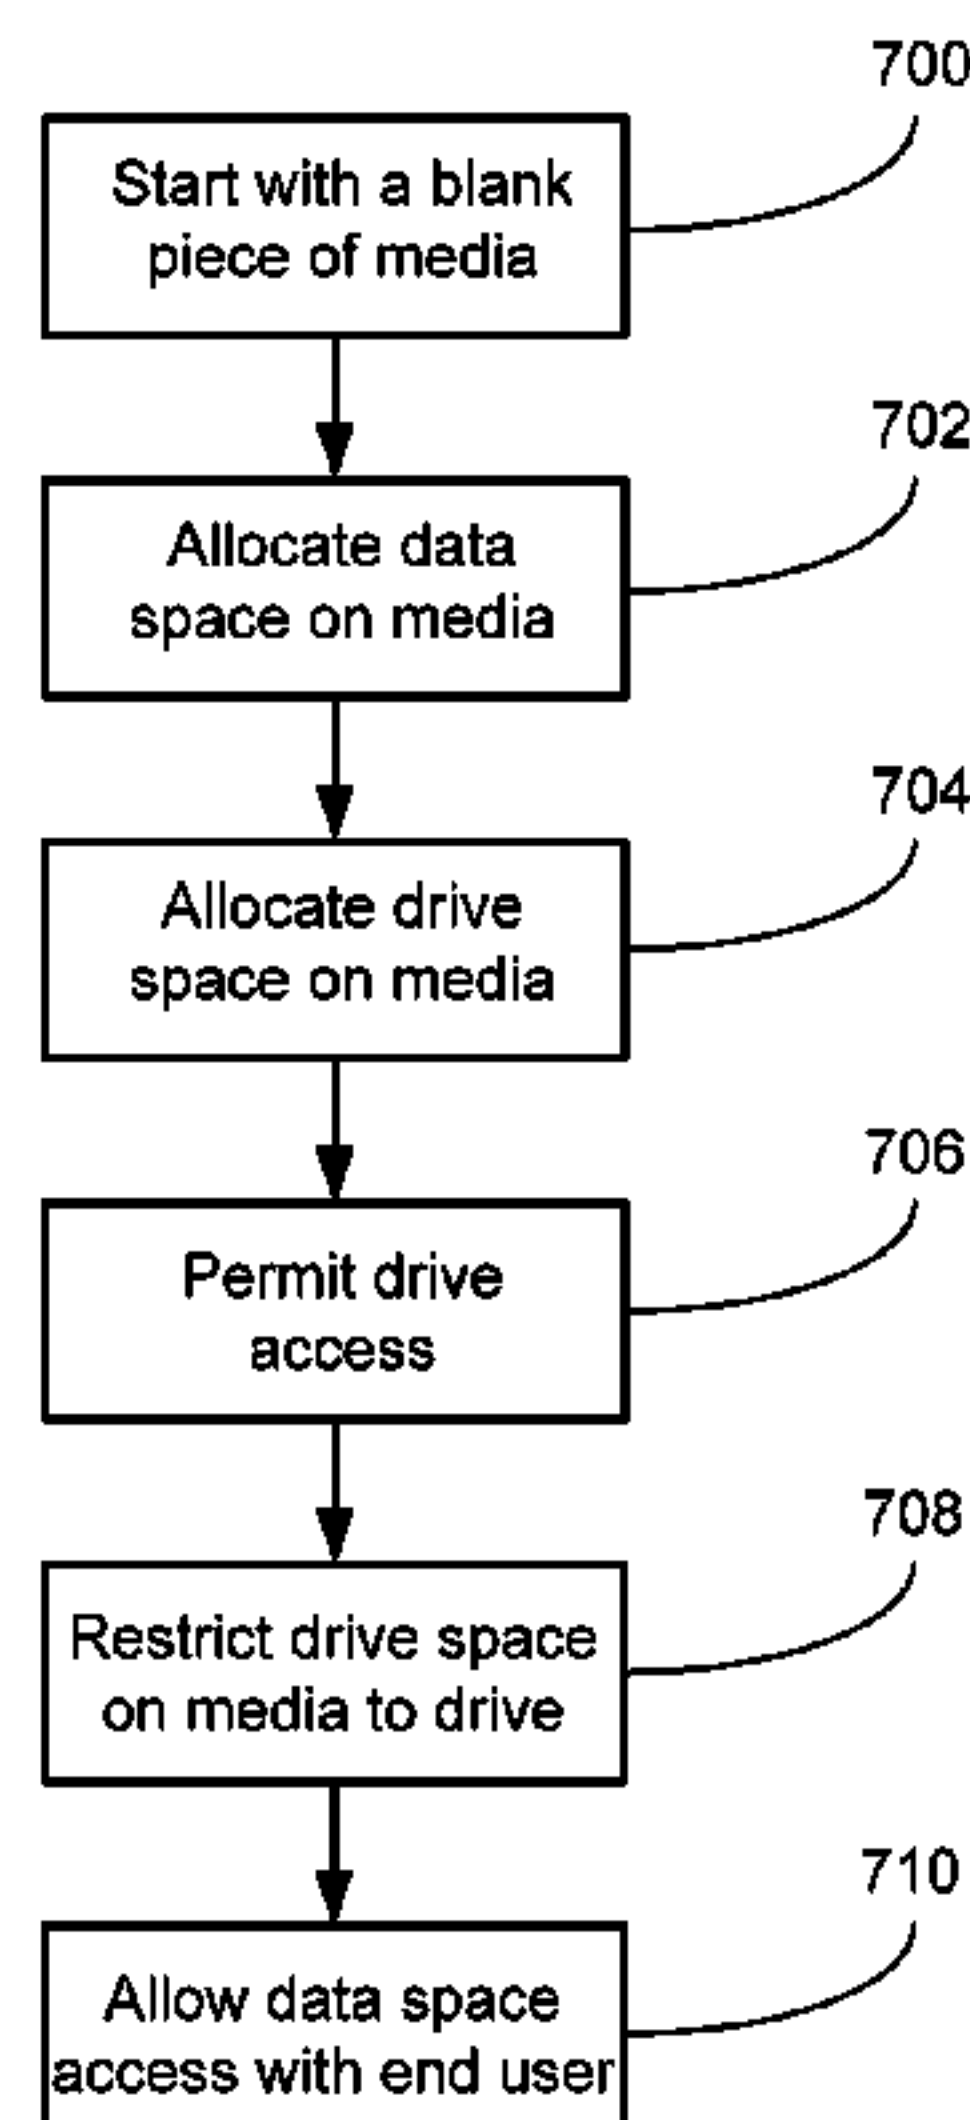 700
Start with a blank
piece of media
702
Allocate data
space on media
704
Allocate drive
space on media
706
Permit drive
access
708
Restrict drive space
on media to drive
710
Allow data space
access with end user